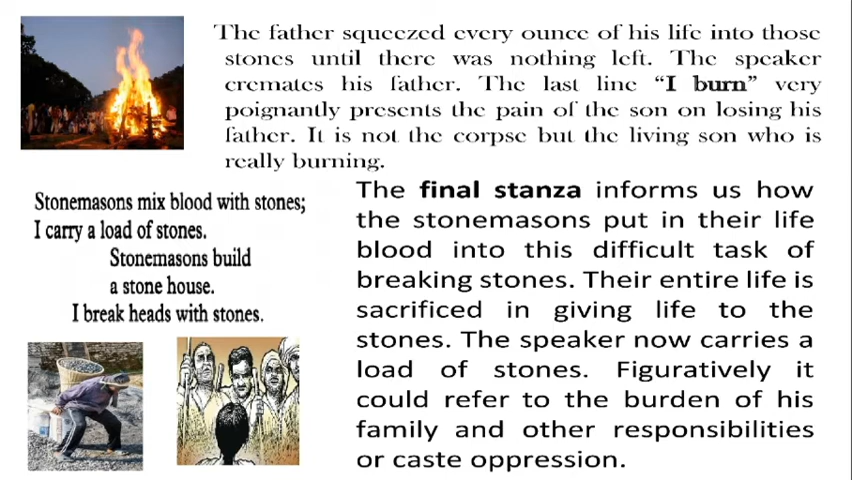 The father squeezed every ounce of his life into those
stones until there was nothing left. The speaker
cremates his father. The last line “I burn” very
poignantly presents the pain of the son on losing his
father. It is not the corpse but the living son who is
really burning.
Stonemasons mix blood with stones;
I carry a load of stones.
Stonemasons build
a stone house.
I break heads with stones.
The final stanza informs us how
the stonemasons put in their life
blood into this difficult task of
breaking stones. Their entire life is
sacrificed in giving life to the
stones. The speaker now carries a
load of stones. Figuratively it
could refer to the burden of his
family and other responsibilities
or caste oppression.